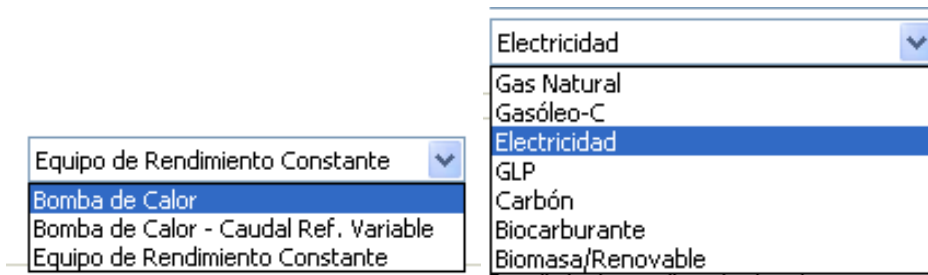 Equipo de Rendimiento Constante
Bomba de Calor
Bomba de Calor - Caudal Ref. Variable
Equipo de Rendimiento Constante
Electricidad
Gas Natural
Gasóleo-C
Electricidad
GLP
Carbón
Biocarburante
Biomasa/Renovable